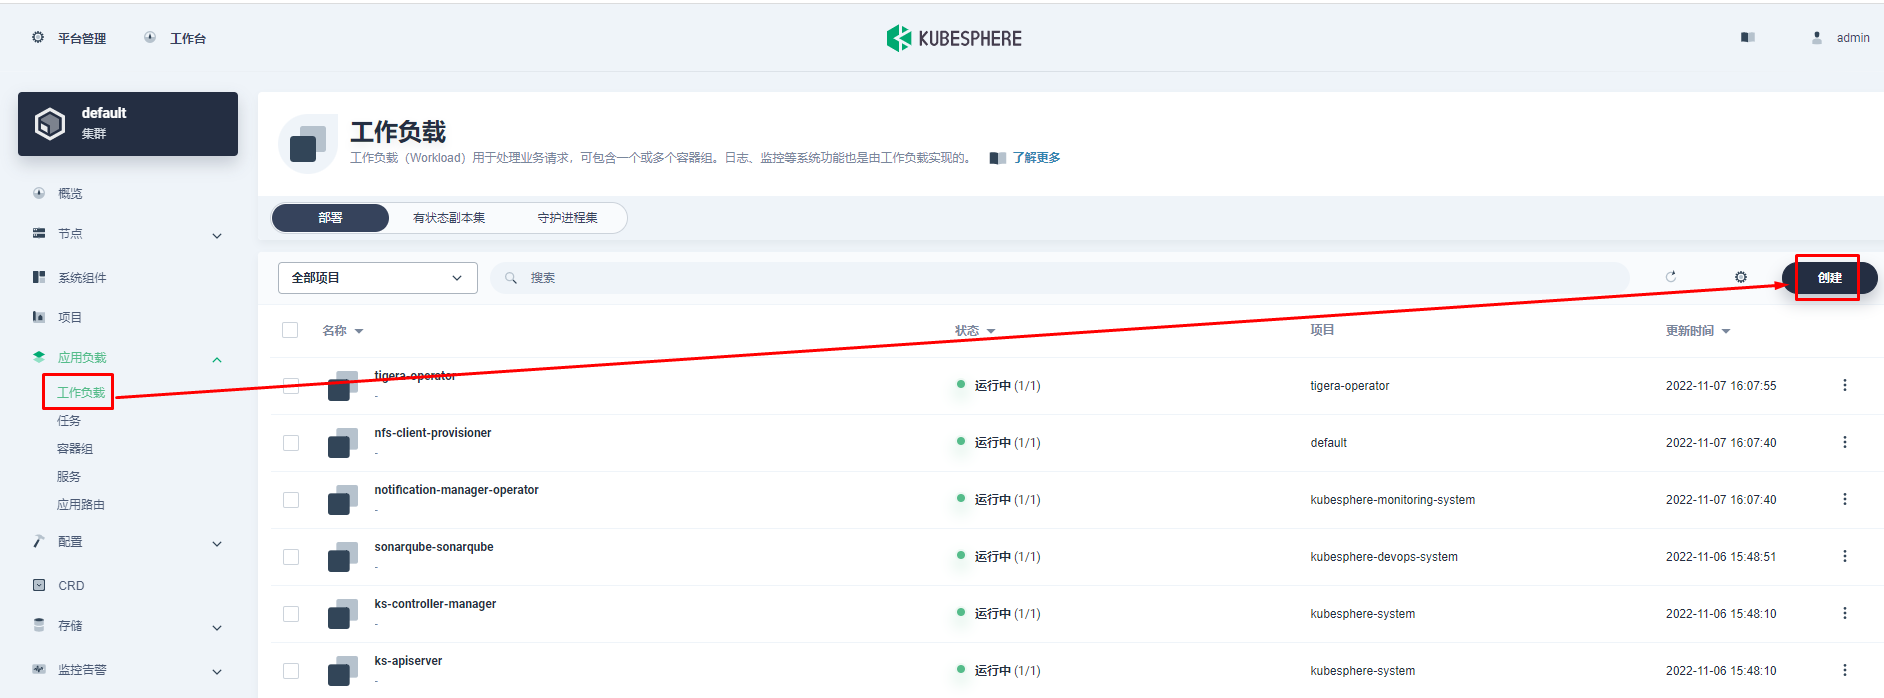 平台管理
工作台
KUBESPHERE
admin
default
集群
概览
节点
系统组件
项目
应用负载
工作负载
任务
容器组
服务
应用路由
配置
CRD
存储
监控告警
工作负载
工作负载（Workload）用于处理业务请求，可包含一个或多个容器组。日志、监控等系统功能也是由工作负载实现的。 了解更多
部署 有状态副本集 守护进程集
全部项目 搜索 创建
名称 状态 项目 更新时间
tigera-operator
-
运行中 (1/1) tigera-operator 2022-11-07 16:07:55
nfs-client-provisioner
-
运行中 (1/1) default 2022-11-07 16:07:40
notification-manager-operator
-
运行中 (1/1) kubesphere-monitoring-system 2022-11-07 16:07:40
sonarqube-sonarqube
-
运行中 (1/1) kubesphere-devops-system 2022-11-06 15:48:51
ks-controller-manager
-
运行中 (1/1) kubesphere-system 2022-11-06 15:48:10
ks-apiserver
-
运行中 (1/1) kubesphere-system 2022-11-06 15:48:10